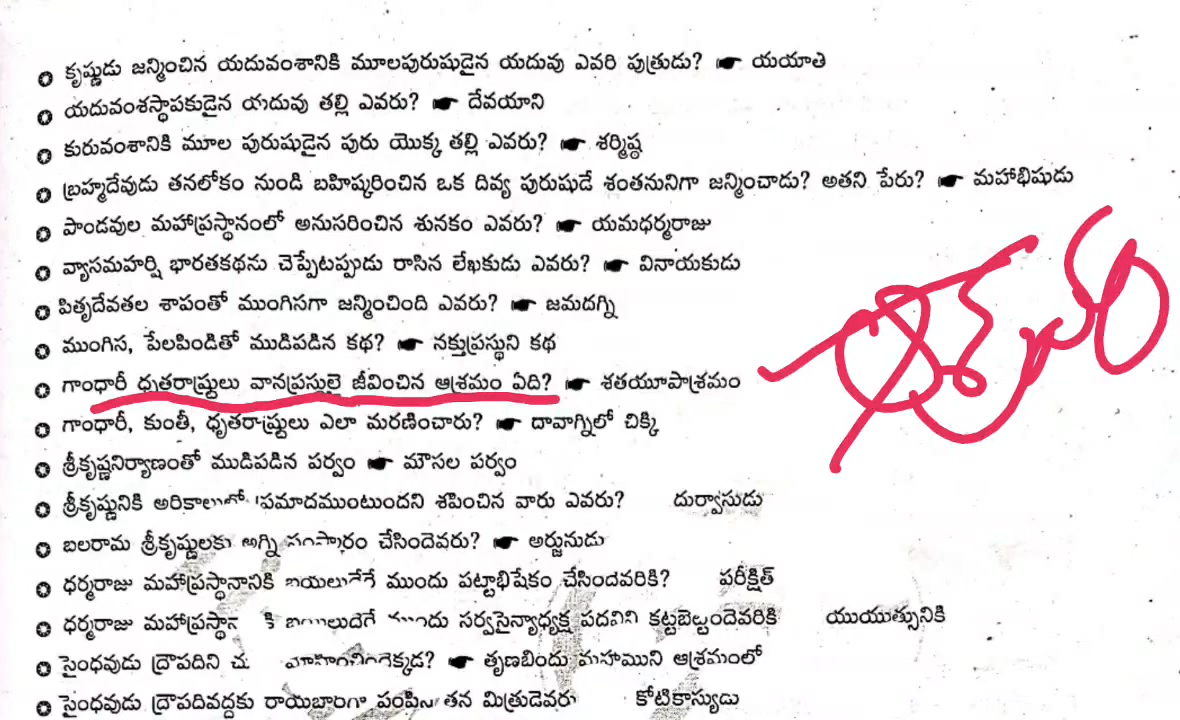 కృష్ణుడు జన్మించిన యదువంశానికి మూలపురుషుడైన యదువు ఎవరి పుత్రుడు? ☛ యయాతి
యదువంశస్థాపకుడైన యదువు తల్లి ఎవరు? ☛ దేవయాని
కురువంశానికి మూల పురుషుడైన పురు యొక్క తల్లి ఎవరు? ☛ శర్మిష్ఠ
బ్రహ్మదేవుడు తనలోకం నుండి బహిష్కరించిన ఒక దివ్య పురుషుడే శంతనునిగా జన్మించాడు? అతని పేరు? ☛ మహాభిషుడు
పాండవుల మహాప్రస్థానంలో అనుసరించిన శునకం ఎవరు? ☛ యమధర్మరాజు
వ్యాసమహర్షి భారతకథను చెప్పేటప్పుడు రాసిన లేఖకుడు ఎవరు? ☛ వినాయకుడు
పితృదేవతల శాపంతో ముంగిసగా జన్మించింది ఎవరు? ☛ జమదగ్ని
ముంగిస, పేలపిండితో ముడిపడిన కథ? ☛ సక్తుప్రస్థుని కథ
గాంధారీ ధృతరాష్ట్రులు వానప్రస్తులై జీవించిన ఆశ్రమం ఏది? ☛ శతయూపాశ్రమం
గాంధారీ, కుంతీ, ధృతరాష్ట్రులు ఎలా మరణించారు? ☛ దావాగ్నిలో చిక్కి
శ్రీకృష్ణనిర్యాణంతో ముడిపడిన పర్వం ☛ మౌసల పర్వం
శ్రీకృష్ణునికి అరికాలులో ప్రమాదముంటుందని శపించిన వారు ఎవరు? దుర్వాసుడు
బలరామ శ్రీకృష్ణులకు అగ్ని సంస్కారం చేసిందెవరు? ☛ అర్జునుడు
ధర్మరాజు మహాప్రస్థానానికి బయలుదేరే ముందు పట్టాభిషేకం చేసిందెవరికి? పరీక్షిత్
ధర్మరాజు మహాప్రస్థాన కి బయలుదేరే ముందు సర్వసైన్యాధ్యక్ష పదవిని కట్టబెట్టందెవరికి యుయుత్సునికి
సైంధవుడు ద్రౌపదిని ☛ తృణబిందు మహాముని ఆశ్రమంలో
సైంధవుడు ద్రౌపదివద్దకు రాయబారిగా పంపిన తన మిత్రుడెవరు కోటికాస్యుడు